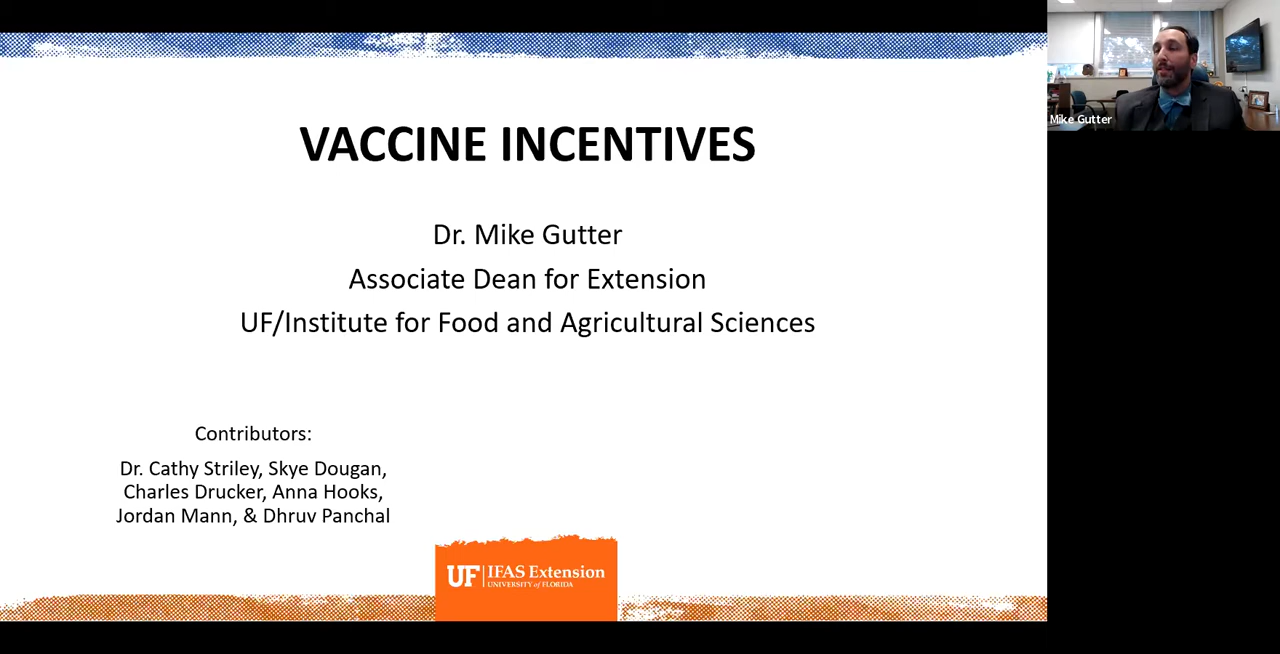 VACCINE INCENTIVES
Dr. Mike Gutter
Associate Dean for Extension
UF/Institute for Food and Agricultural Sciences
Contributors:
Dr. Cathy Striley, Skye Dougan,
Charles Drucker, Anna Hooks,
Jordan Mann, & Dhruv Panchal
UF | IFAS Extension
UNIVERSITY of FLORIDA
Mike Gutter